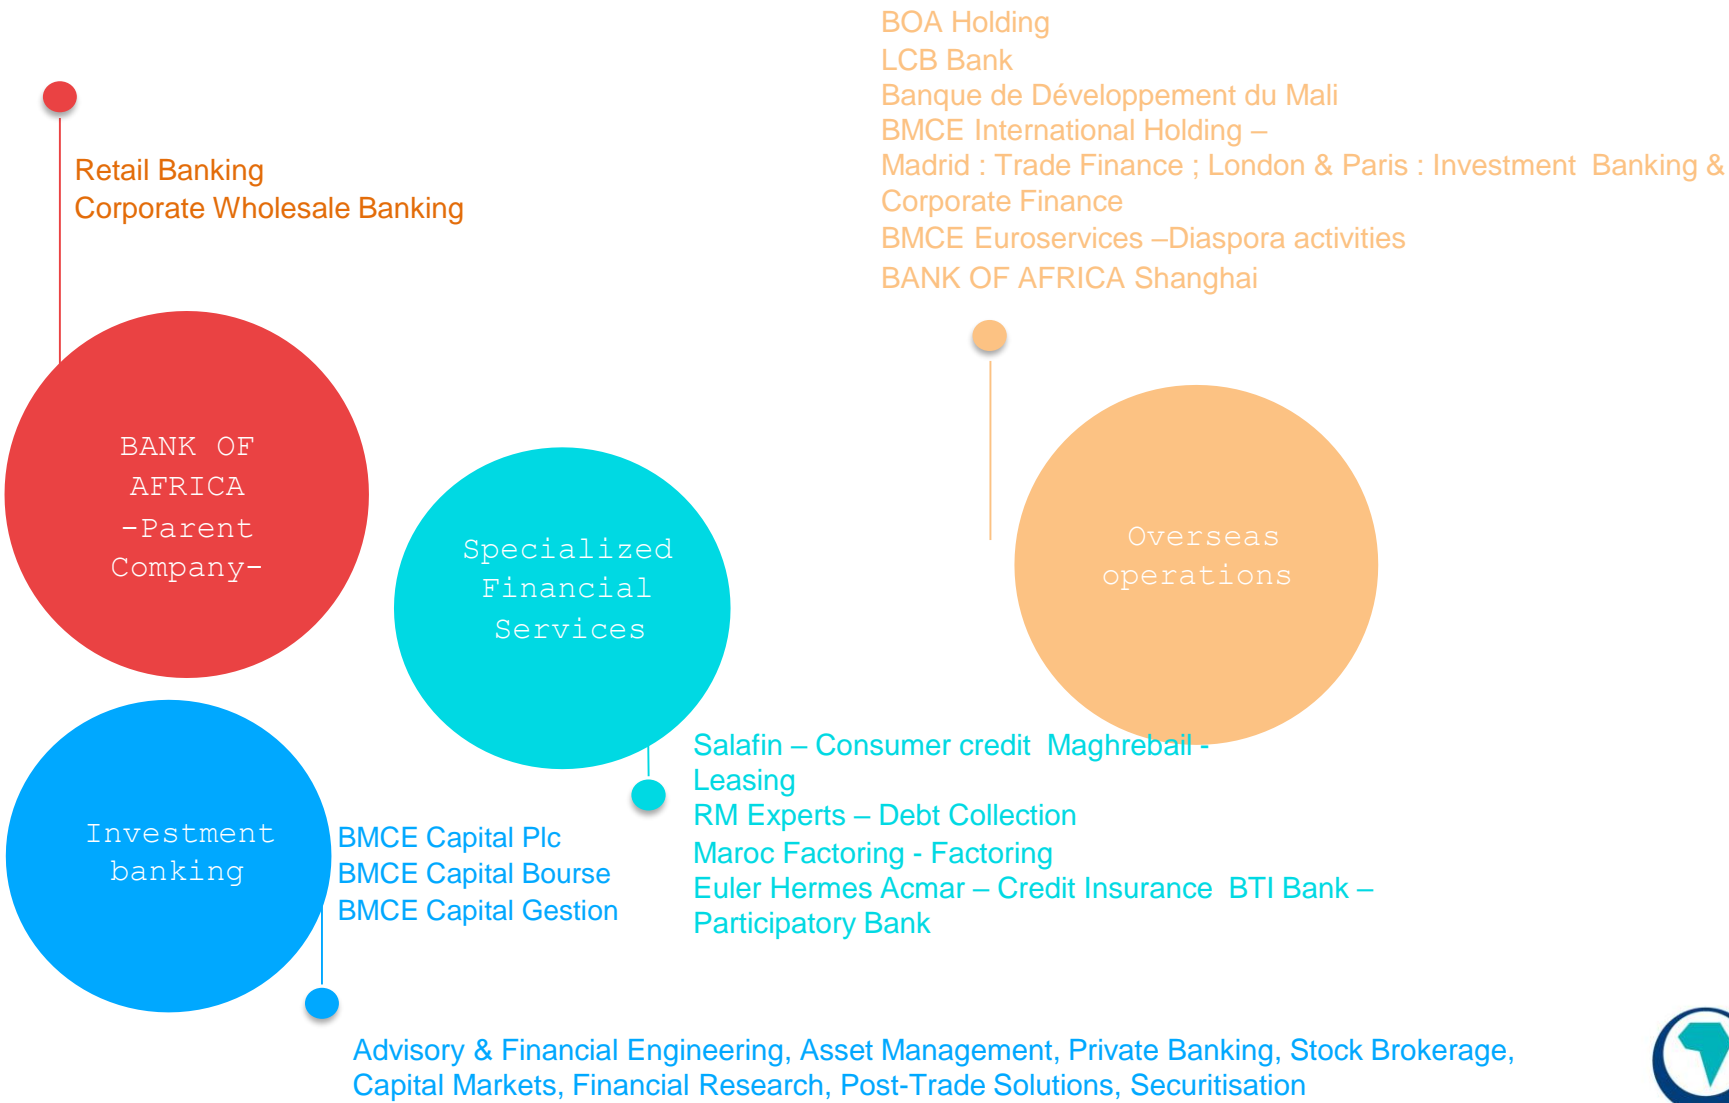 BOA Holding
LCB Bank
Banque de Développement du Mali
BMCE International Holding –
Madrid : Trade Finance ; London & Paris : Investment Banking &
Corporate Finance
BMCE Euroservices –Diaspora activities
BANK OF AFRICA Shanghai
Retail Banking
Corporate Wholesale Banking
BANK OF
AFRICA
-Parent
Company-
Specialized
Financial
Services
Overseas
operations
Salafin – Consumer credit Maghrebail -
Leasing
RM Experts – Debt Collection
Maroc Factoring - Factoring
Euler Hermes Acmar – Credit Insurance BTI Bank –
Participatory Bank
Investment
banking
BMCE Capital Plc
BMCE Capital Bourse
BMCE Capital Gestion
Advisory & Financial Engineering, Asset Management, Private Banking, Stock Brokerage,
Capital Markets, Financial Research, Post-Trade Solutions, Securitisation